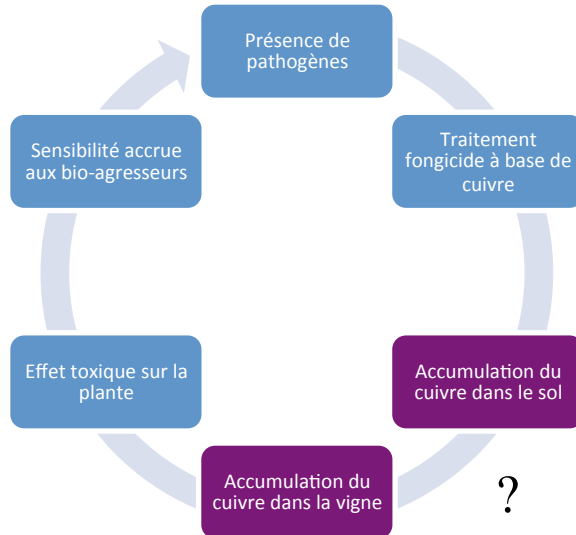 Présence de
pathogènes
Traitement
fongicide à base de
cuivre
Accumulation du
cuivre dans le sol
?
Accumulation du
cuivre dans la vigne
Effet toxique sur la
plante
Sensibilité accrue
aux bio-agresseurs